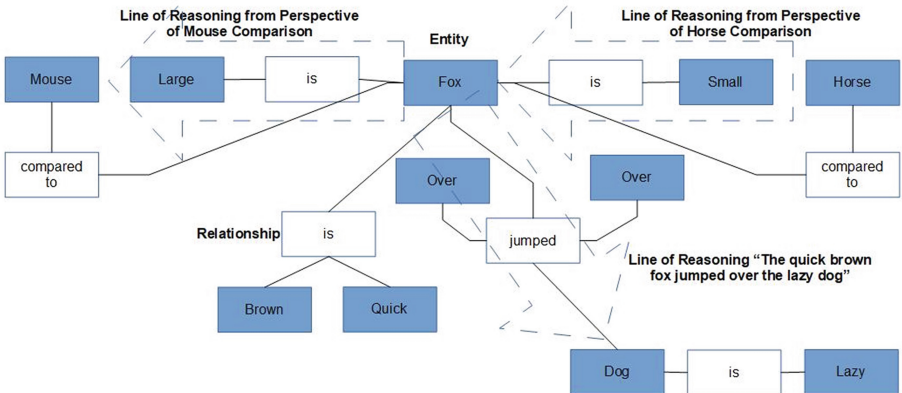 Line of Reasoning from Perspective
of Mouse Comparison
Line of Reasoning from Perspective
of Horse Comparison
Entity
Mouse
Large
is
Fox
is
Small
Horse
compared
to
compared
to
Over
Over
Relationship
is
jumped
Line of Reasoning “The quick brown
fox jumped over the lazy dog”
Brown
Quick
Dog
is
Lazy